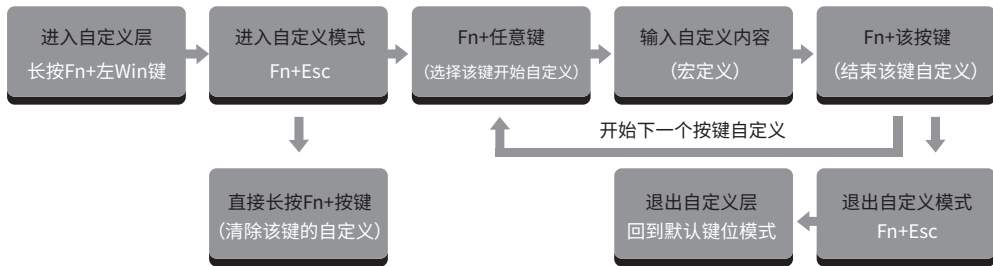 进入自定义层
长按Fn+左Win键
进入自定义模式
Fn+Esc
Fn+任意键
(选择该键开始自定义)
输入自定义内容
(宏定义)
Fn+该按键
(结束该键自定义)
开始下一个按键自定义
直接长按Fn+按键
(清除该键的自定义)
退出自定义层
回到默认键位模式
退出自定义模式
Fn+Esc